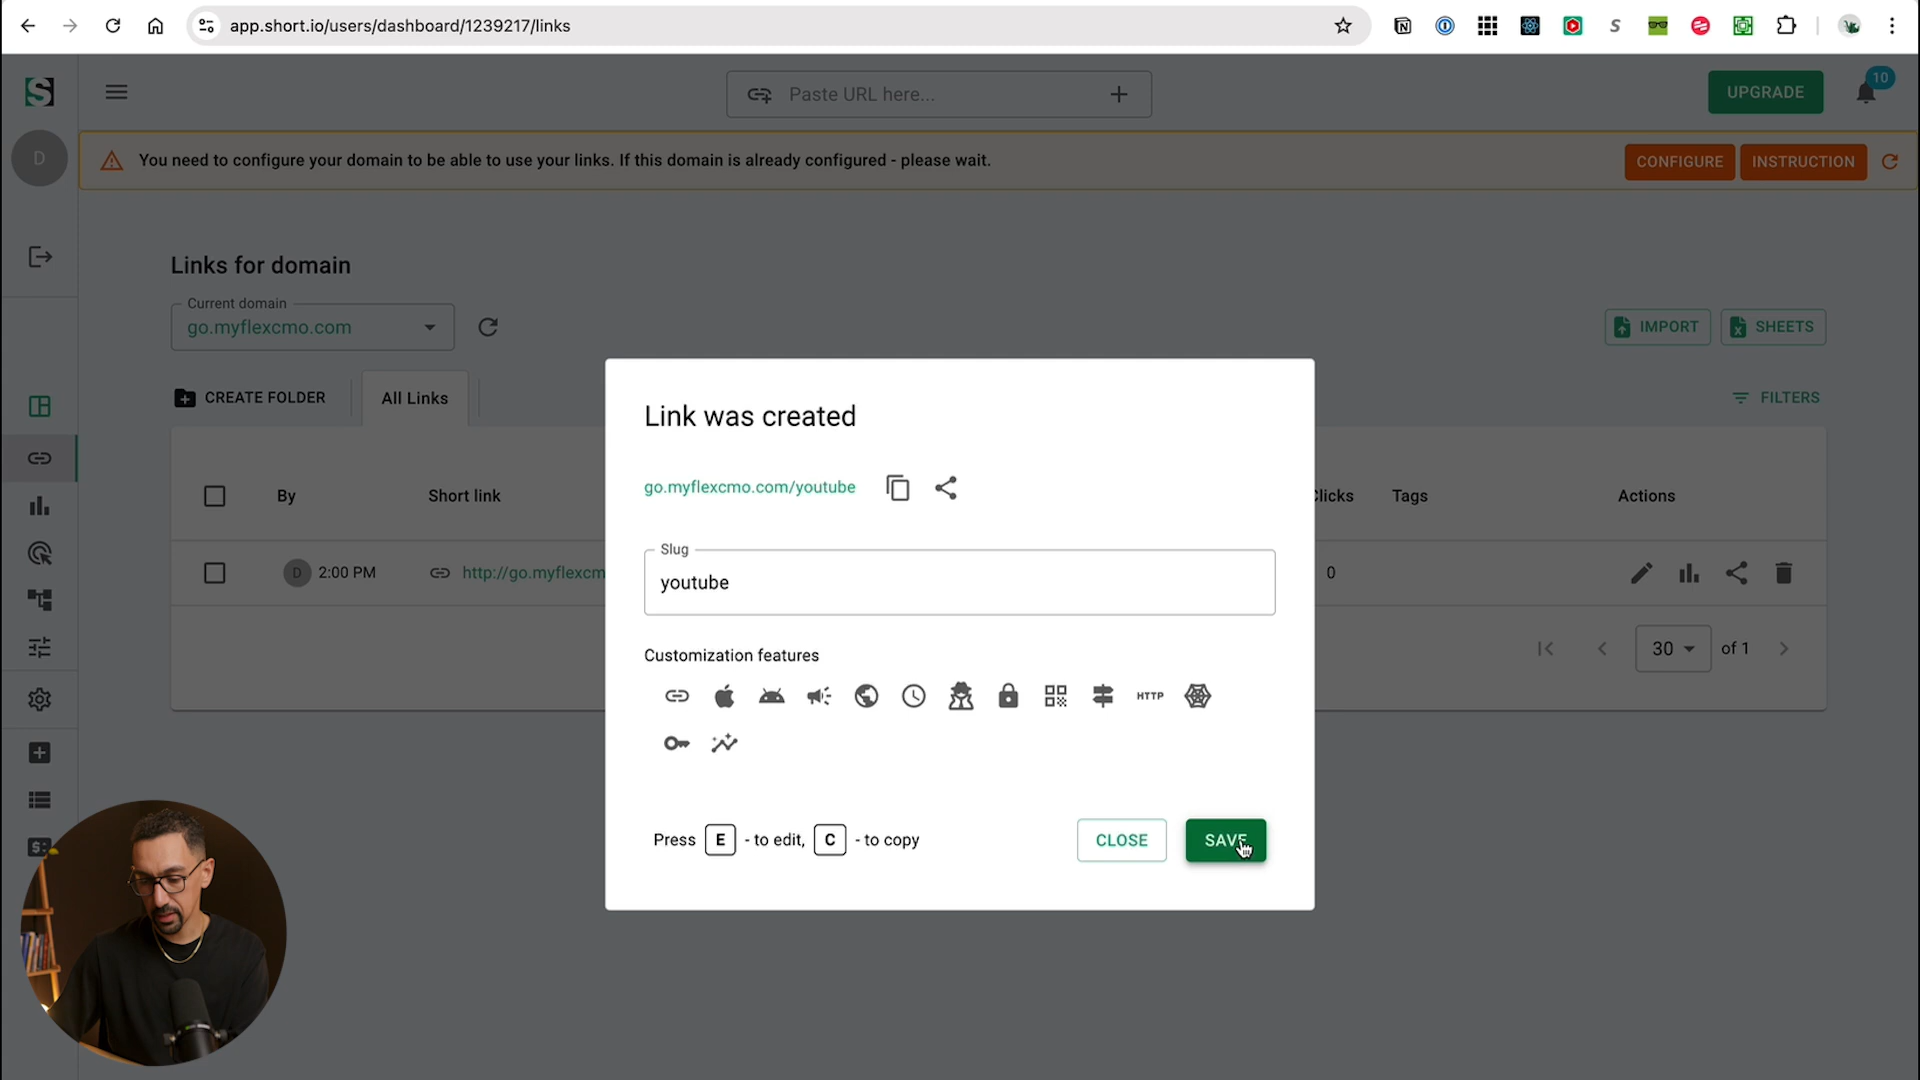 app.short.io/users/dashboard/1239217/links
S
S
Paste URL here...
UPGRADE
10
D
You need to configure your domain to be able to use your links. If this domain is already configured - please wait.
CONFIGURE
INSTRUCTION
Links for domain
Current domain
go.myflexcmo.com
IMPORT
SHEETS
CREATE FOLDER
All Links
FILTERS
By
Short link
Clicks
Tags
Actions
D
2:00 PM
http://go.myflexcm
0
30
of 1
Link was created
go.myflexcmo.com/youtube
Slug
youtube
Customization features
HTTP
Press E - to edit, C - to copy
CLOSE
SAVE